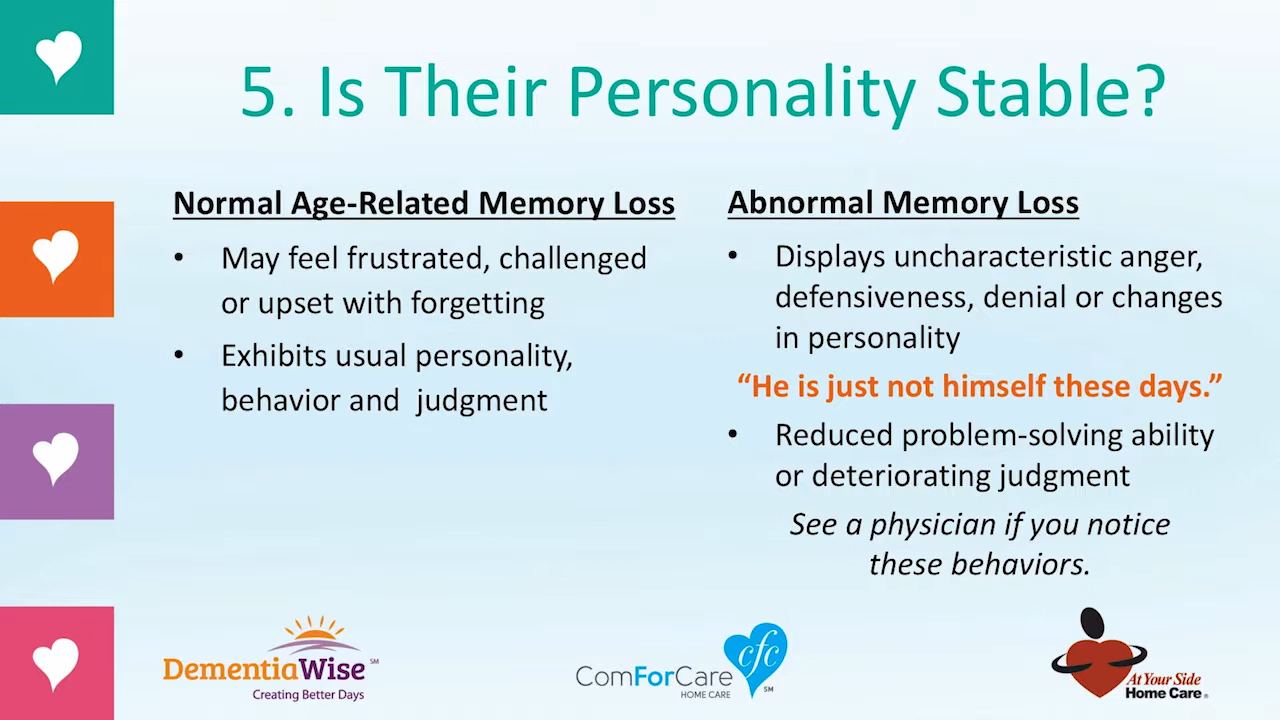 5. Is Their Personality Stable?
Normal Age-Related Memory Loss
• May feel frustrated, challenged
or upset with forgetting
• Exhibits usual personality,
behavior and judgment
Abnormal Memory Loss
• Displays uncharacteristic anger,
defensiveness, denial or changes
in personality
“He is just not himself these days.”
• Reduced problem-solving ability
or deteriorating judgment
See a physician if you notice
these behaviors.
DementiaWise SM
Creating Better Days
ComForCare
HOME CARE
cfc SM
At Your Side
Home Care®